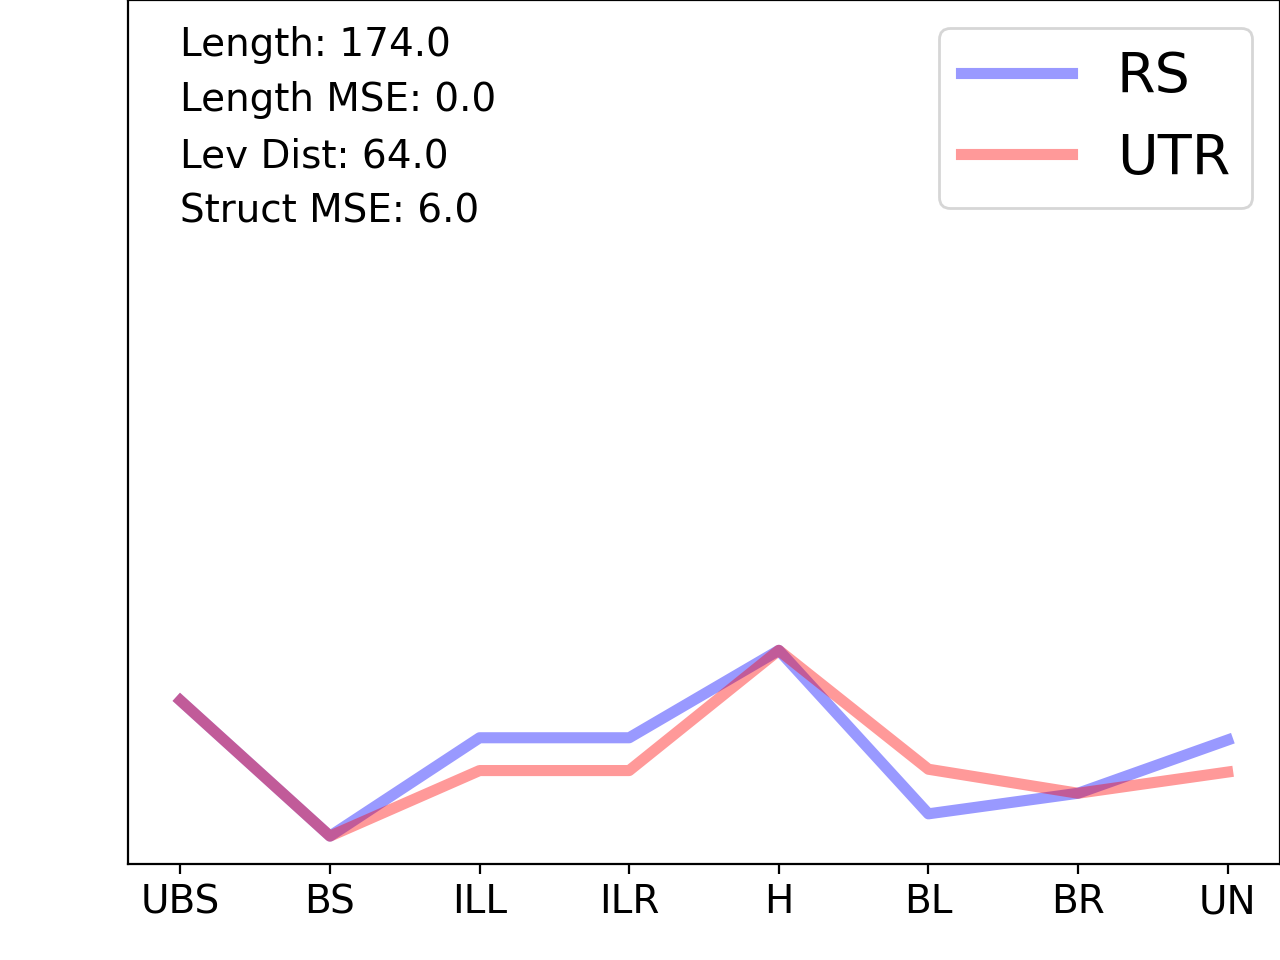 Length: 174.0
Length MSE: 0.0
Lev Dist: 64.0
Struct MSE: 6.0
RS
UTR
UBS BS ILL ILR H BL BR UN